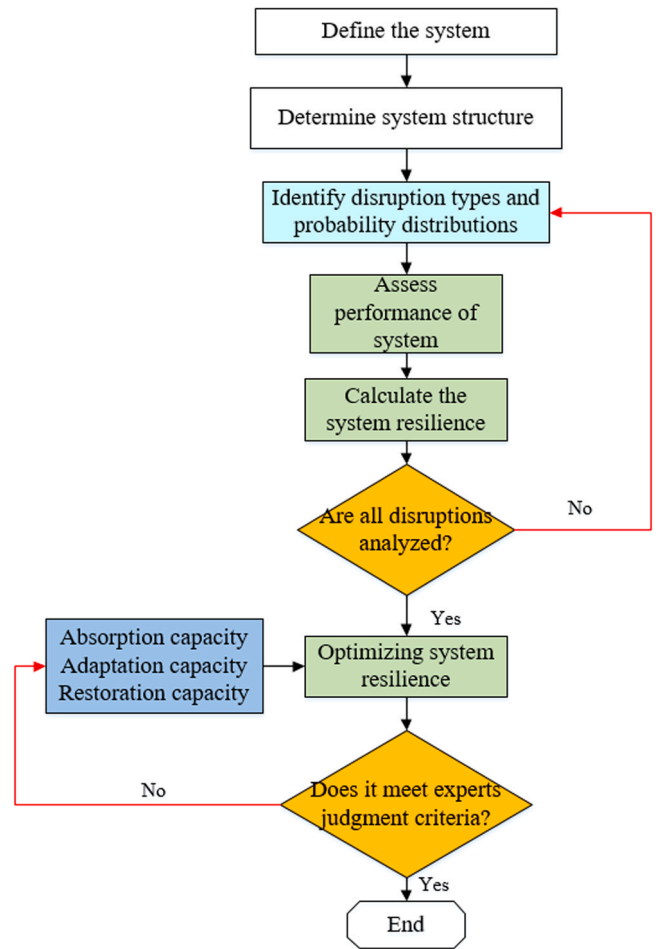 Define the system
Determine system structure
Identify disruption types and
probability distributions
Assess
performance of
system
Calculate the
system resilience
Are all disruptions
analyzed?
No
Yes
Absorption capacity
Adaptation capacity
Restoration capacity
Optimizing system
resilience
Does it meet experts
judgment criteria?
No
Yes
End